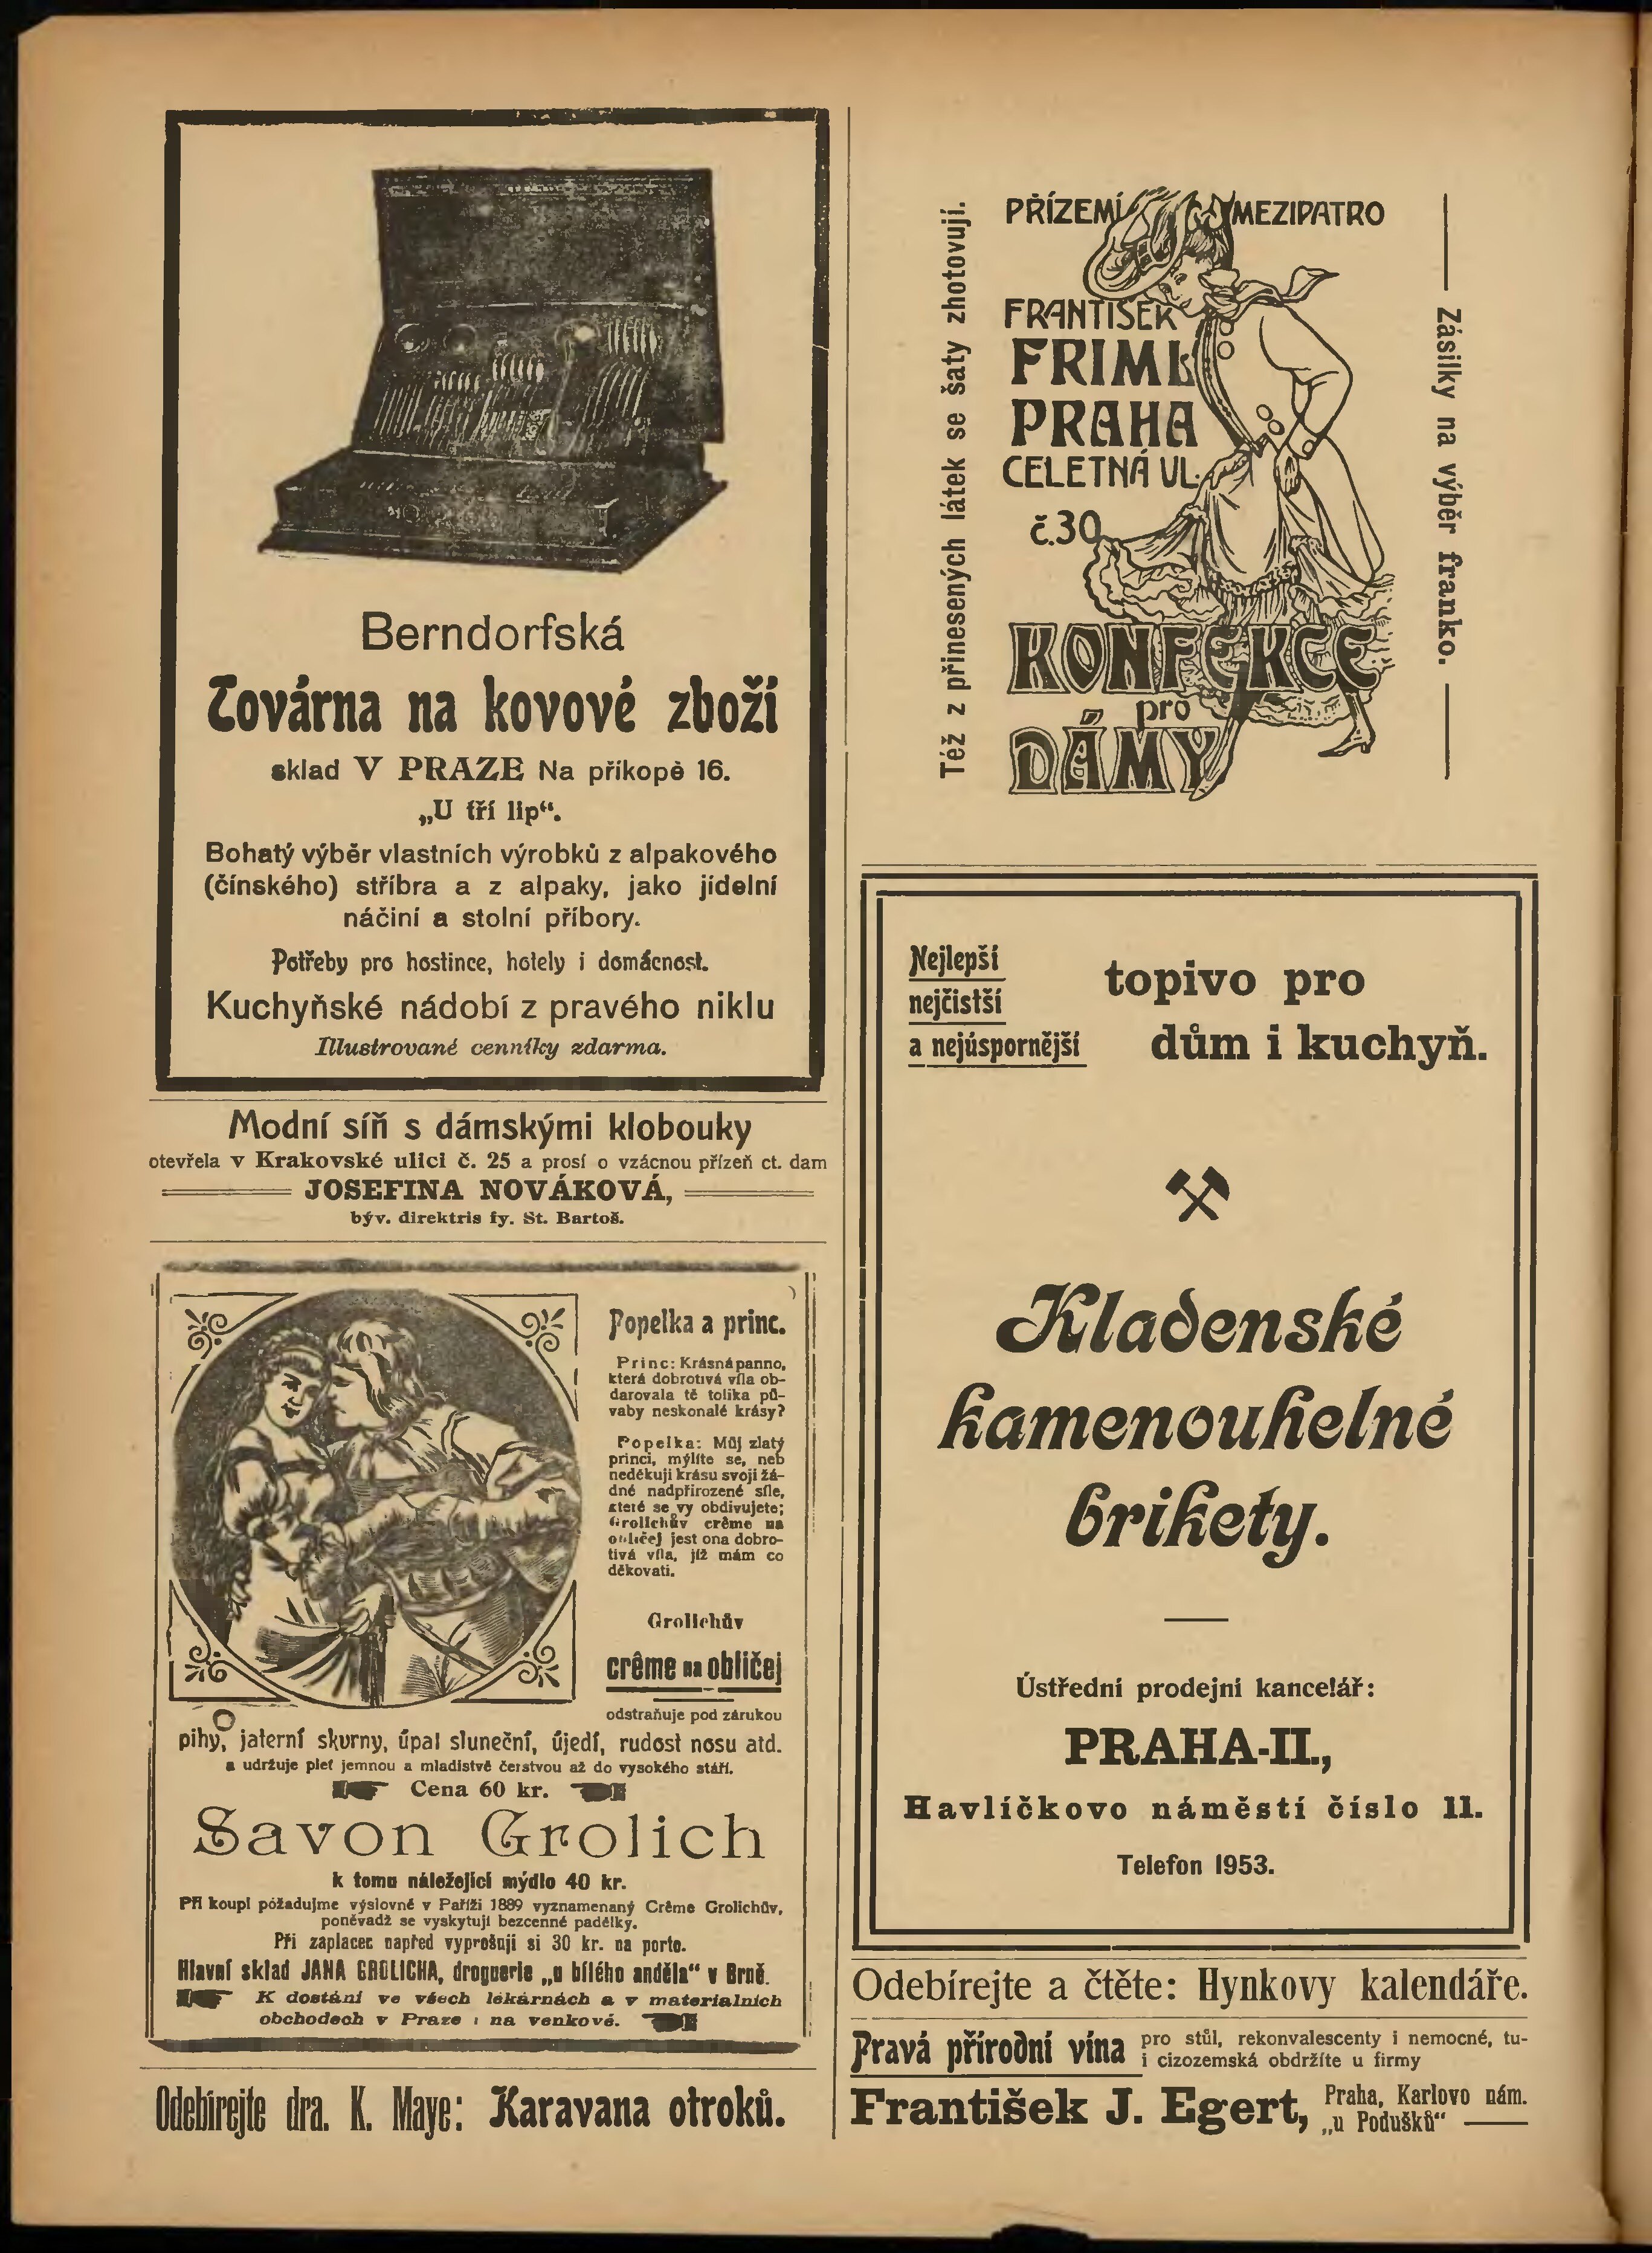 Berndorfská
Továrna na kovové zboží
sklad V PRAZE Na příkopě 16.
„U tří lip“.
Bohatý výběr vlastních výrobků z alpakového
(čínského) stříbra a z alpaky, jako jídelní
náčiní a stolní příbory.
Potřeby pro hostince, hotely i domácnost.
Kuchyňské nádobí z pravého niklu
Illustrované cenníky zdarma.
Modní síň s dámskými klobouky
otevřela v Krakovské ulici č. 25 a prosí o vzácnou přízeň ct. dam
JOSEFINA NOVÁKOVÁ,
býv. direktris fy. St. Bartoš.
Popelka a princ.
Princ: Krásná panno,
která dobrotivá víla ob-
darovala tě tolika pů-
vaby neskonalé krásy?
Popelka: Můj zlatý
princi, mýlíte se, neb
neděkuji krásu svoji žá-
dné nadpřirozené síle,
které se vy obdivujete;
Grolichův crême na
obličej jest ona dobro-
tivá víla, jíž mám co
děkovati.
Grolichův
crême na obličej
odstraňuje pod zárukou
pihy, jaterní skvrny, úpal sluneční, újedí, rudost nosu atd.
a udržuje pleť jemnou a mladistvě čerstvou až do vysokého stáří.
Cena 60 kr.
Savon Grolich
k tomu náležející mýdlo 40 kr.
Při koupi požadujme výslovně v Paříži 1889 vyznamenaný Crême Grolichův,
poněvadž se vyskytují bezcenné padělky.
Při zaplacec napřed vyprošuji si 30 kr. na porto.
Hlavní sklad JANA GROLICHA, droguerie „u bílého anděla“ v Brně.
K dostání ve všech lékárnách a v materialních
obchodech v Praze i na venkově.
Odebírejte dra. K. Maye: Karavana otroků.
Též z přinesených látek se šaty zhotovují.
PŘÍZEMÍ MEZIPATRO
FRANTIŠEK
FRIML
PRAHA
CELETNÁ UL.
č.30
KONFEKCE
pro
DÁMY
Zásilky na výběr franko.
Nejlepší
nejčistší
a nejúspornější
topivo pro
dům i kuchyň.
Kladenské
kamenouhelné
brikety.
Ústřední prodejní kancelář:
PRAHA-II.,
Havlíčkovo náměstí číslo 11.
Telefon 1953.
Odebírejte a čtěte: Hynkovy kalendáře.
Pravá přírodní vína pro stůl, rekonvalescenty i nemocné, tu-
i cizozemská obdržíte u firmy
František J. Egert, Praha, Karlovo nám.
„u Podušků“